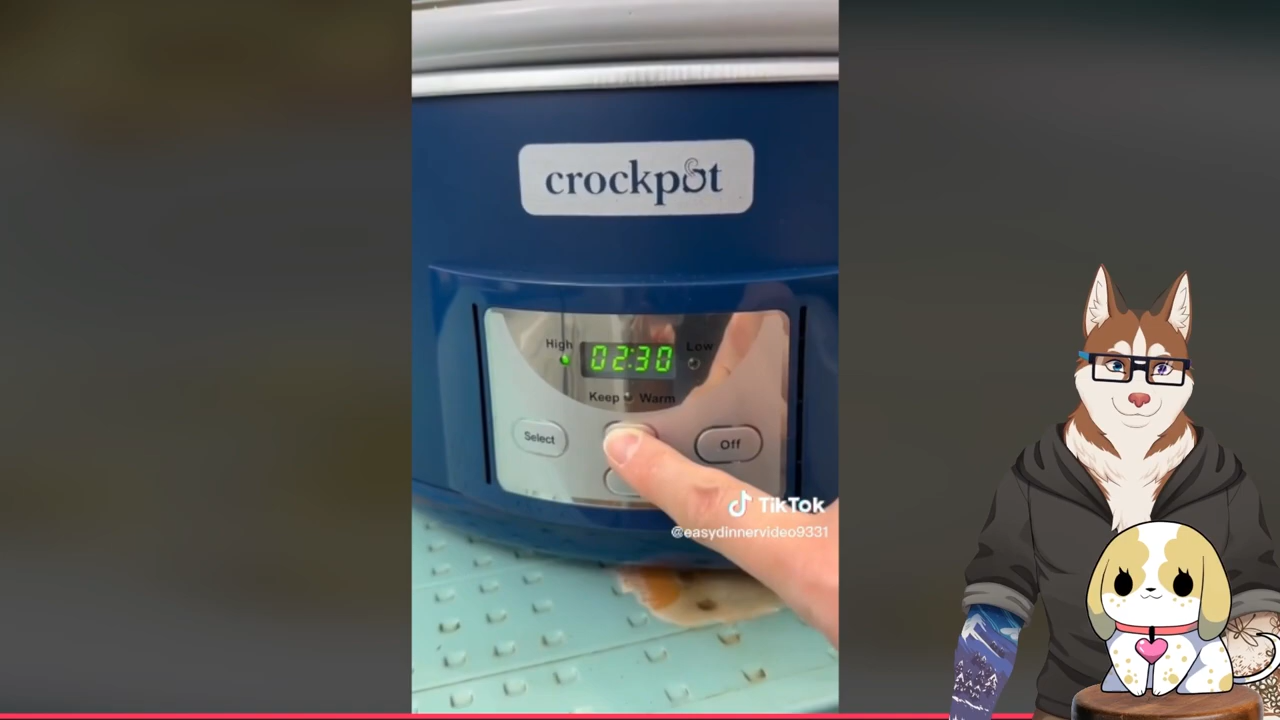 crockpot
High
02:30
Low
Keep Warm
Select
Off
TikTok
@easydinnervideo9331